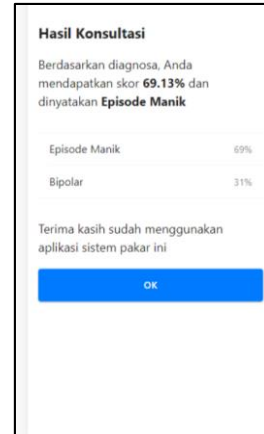 Hasil Konsultasi
Berdasarkan diagnosa, Anda
mendapatkan skor 69.13% dan
dinyatakan Episode Manik
Episode Manik 69%
Bipolar 31%
Terima kasih sudah menggunakan
aplikasi sistem pakar ini
OK